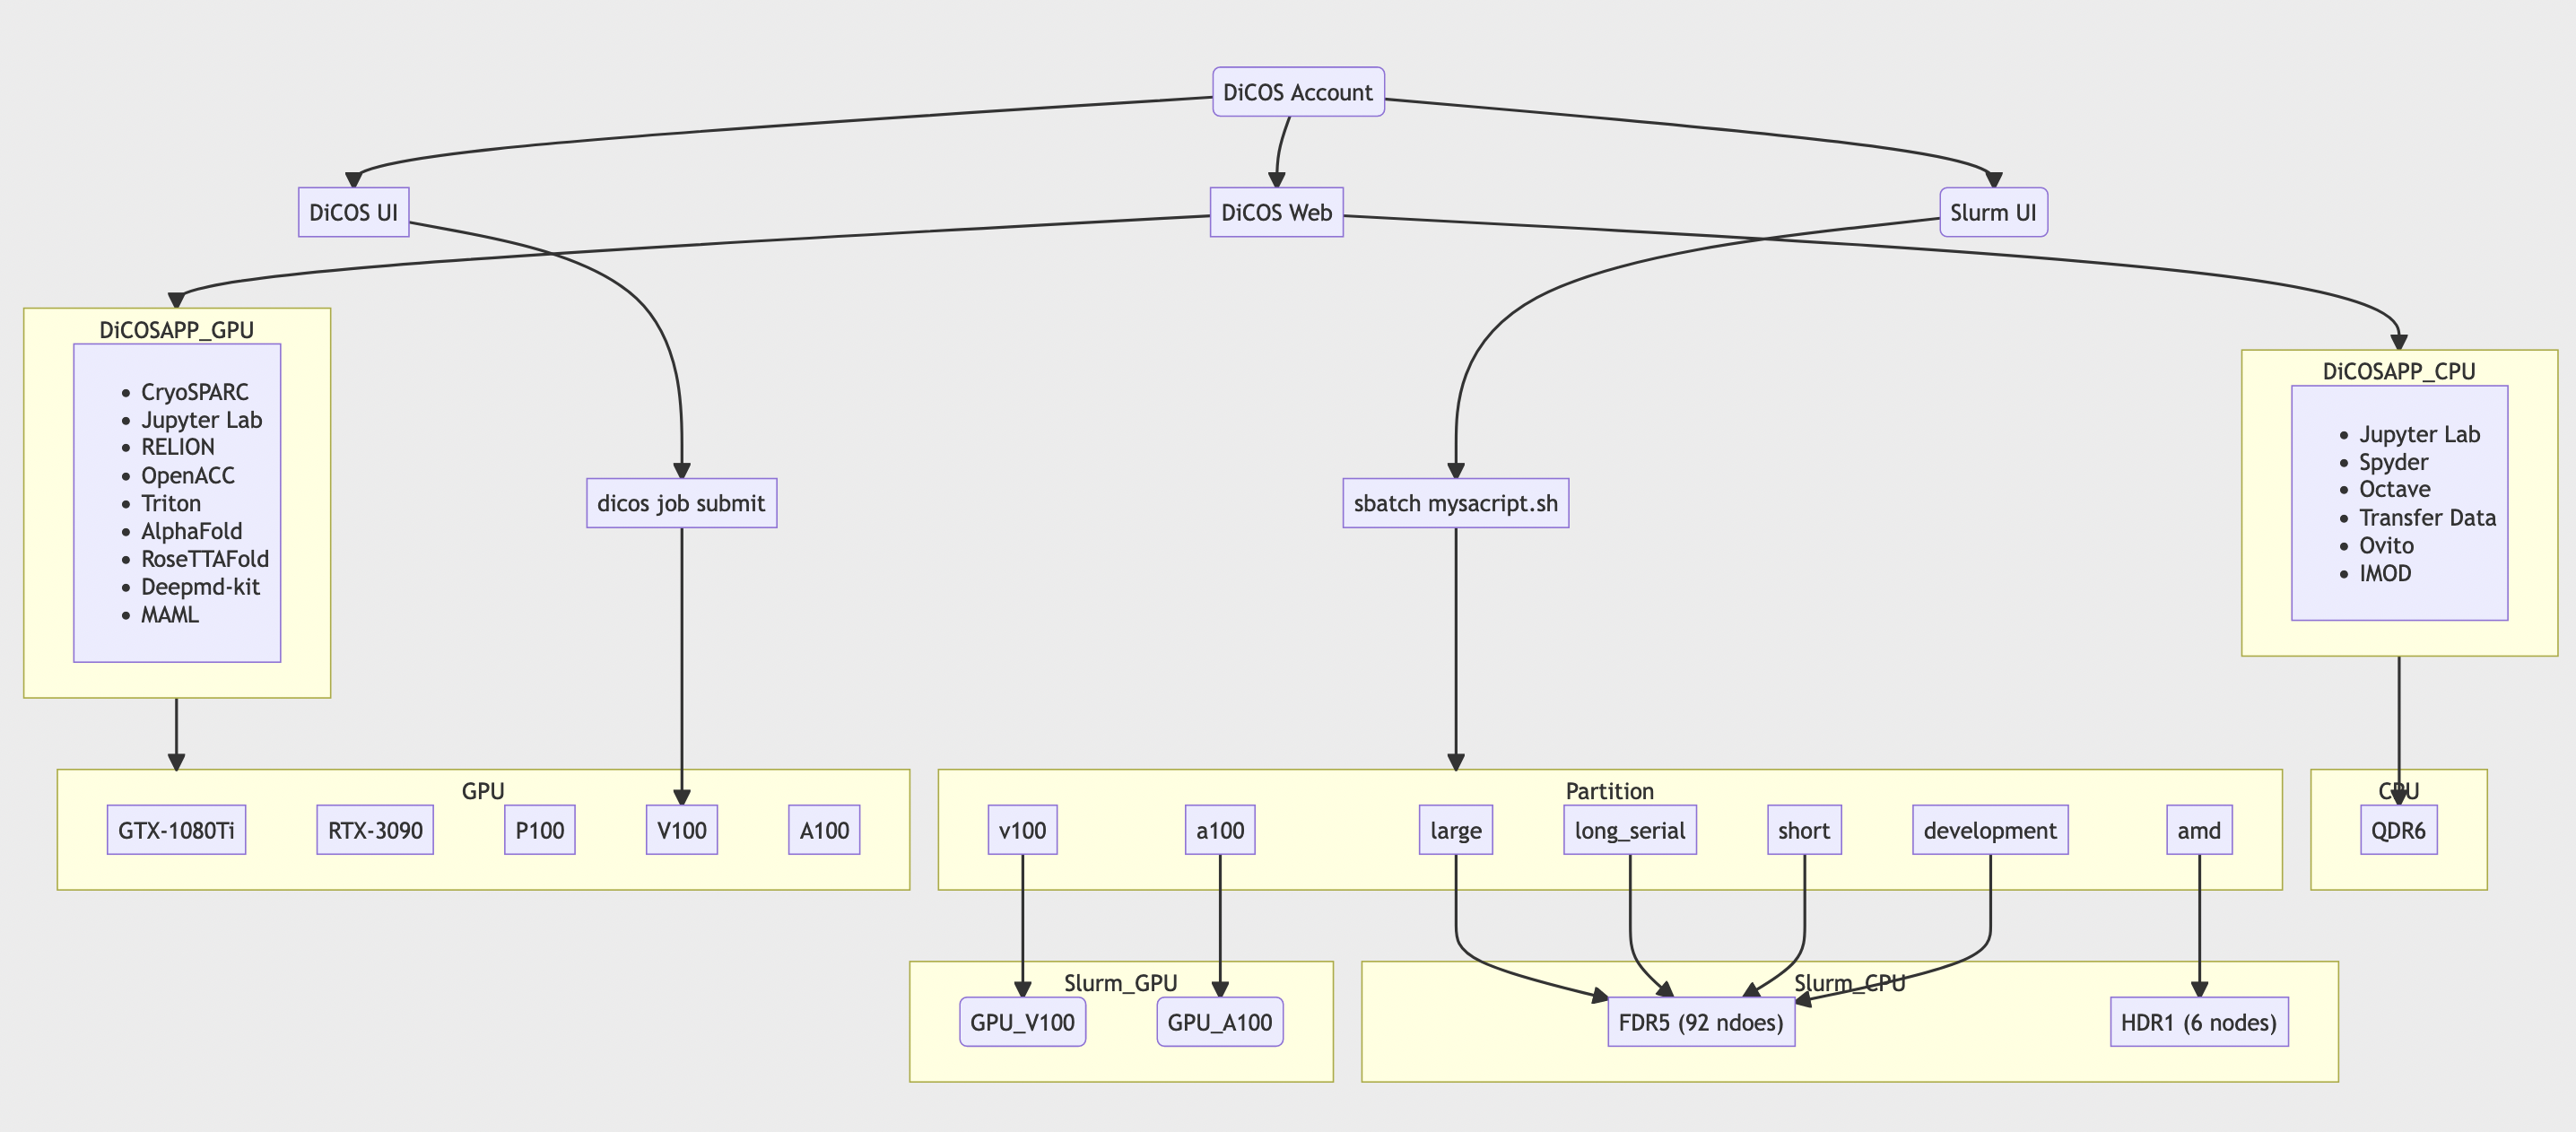 DiCOS Account
DiCOS UI
DiCOS Web
Slurm UI
DiCOSAPP_GPU
CryoSPARC
Jupyter Lab
RELION
OpenACC
Triton
AlphaFold
RoseTTAFold
Deepmd-kit
MAML
dicos job submit
sbatch mysacript.sh
DiCOSAPP_CPU
Jupyter Lab
Spyder
Octave
Transfer Data
Ovito
IMOD
GPU
GTX-1080Ti
RTX-3090
P100
V100
A100
Partition
v100
a100
large
long_serial
short
development
amd
CPU
QDR6
Slurm_GPU
GPU_V100
GPU_A100
Slurm_CPU
FDR5 (92 ndoes)
HDR1 (6 nodes)